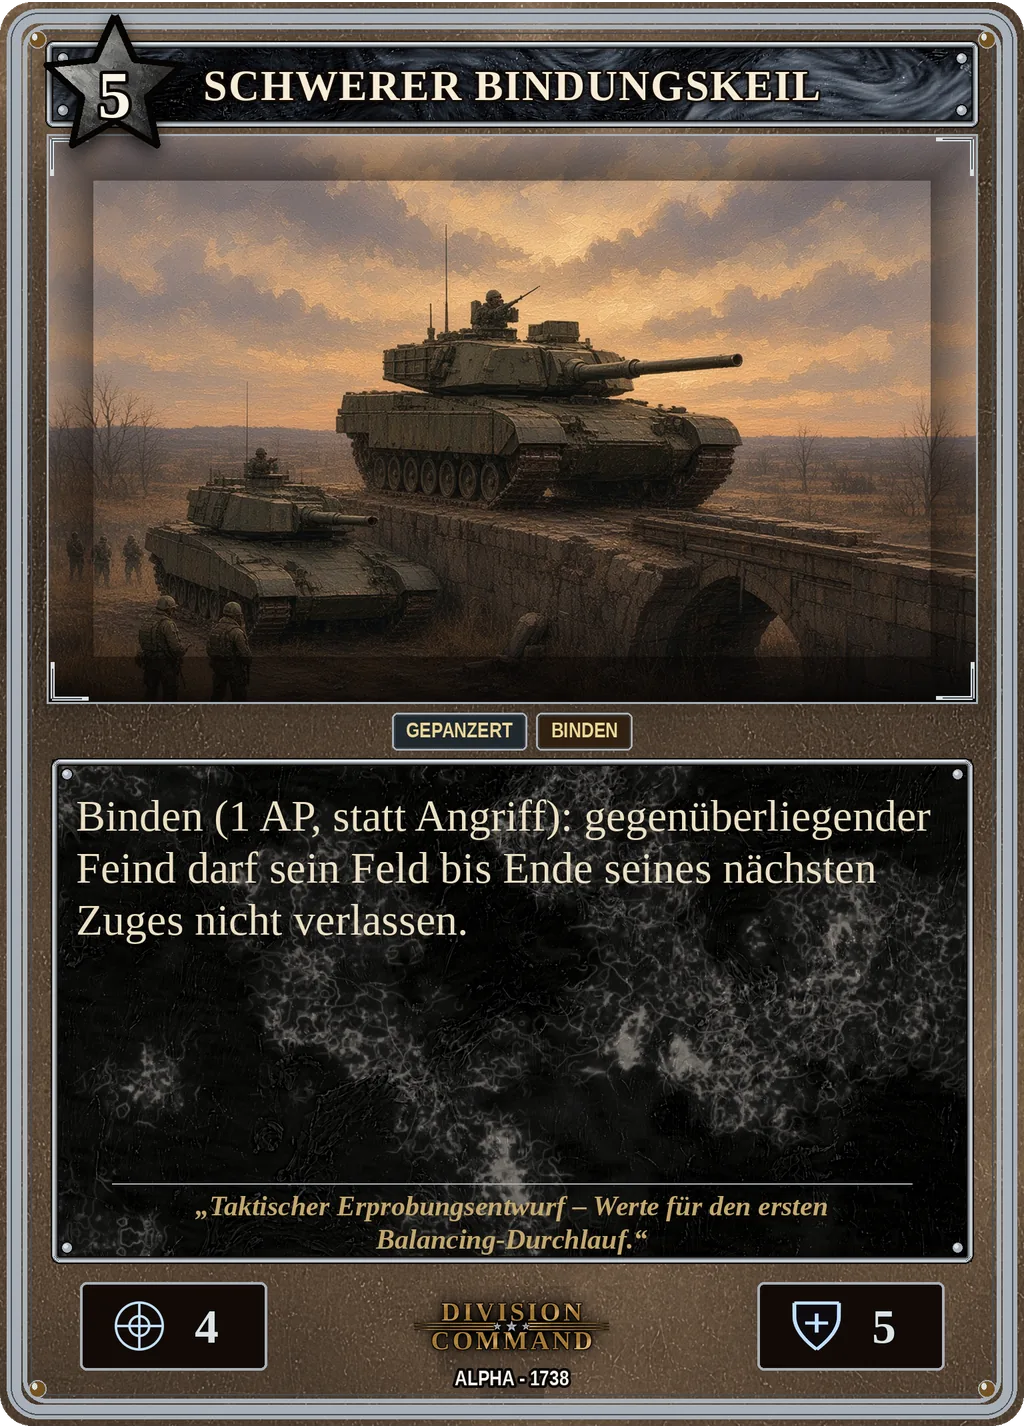 5
SCHWERER BINDUNGSKEIL
GEPANZERT
BINDEN
Binden (1 AP, statt Angriff): gegenüberliegender
Feind darf sein Feld bis Ende seines nächsten
Zuges nicht verlassen.
„Taktischer Erprobungsentwurf – Werte für den ersten
Balancing-Durchlauf.“
4
DIVISION
COMMAND
ALPHA - 1738
5